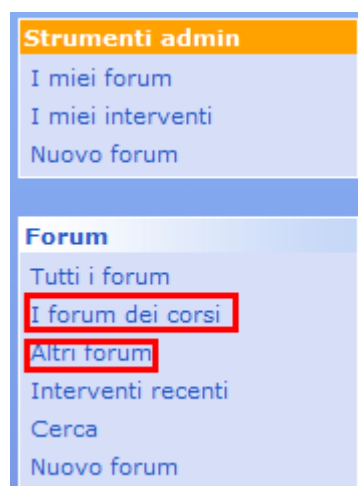 Strumenti admin
I miei forum
I miei interventi
Nuovo forum
Forum
Tutti i forum
I forum dei corsi
Altri forum
Interventi recenti
Cerca
Nuovo forum